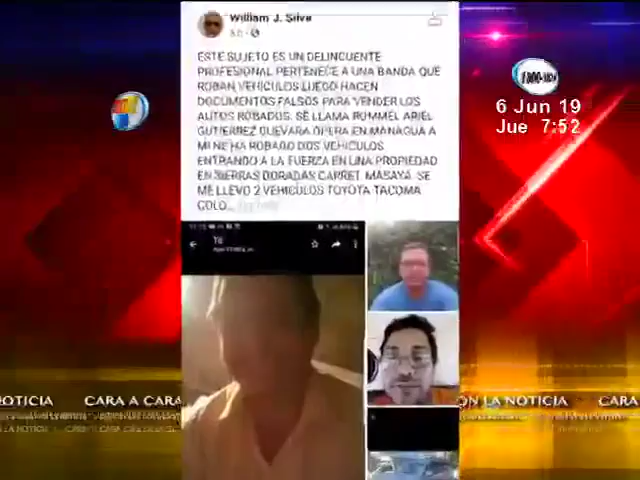 William J. Silva
ESTE SUJETO ES UN DELINCUENTE
PROFESIONAL PERTENECE A UNA BANDA QUE
ROBAN VEHICULOS LUEGO HACEN
DOCUMENTOS FALSOS PARA VENDER LOS
AUTOS ROBADOS. SE LLAMA RUMMEL ARIEL
GUTIERREZ GUEVARA OPERA EN MANAGUA A
MI ME HA ROBADO DOS VEHICULOS
ENTRANDO A LA FUERZA EN UNA PROPIEDAD
EN SIERRAS DORADAS CARRET. MASAYA. SE
ME LLEVO 2 VEHICULOS TOYOTA TACOMA
COLO...
6 Jun 19
Jue 7:52
NOTICIA CARA A CARA
CON LA NOTICIA CARA